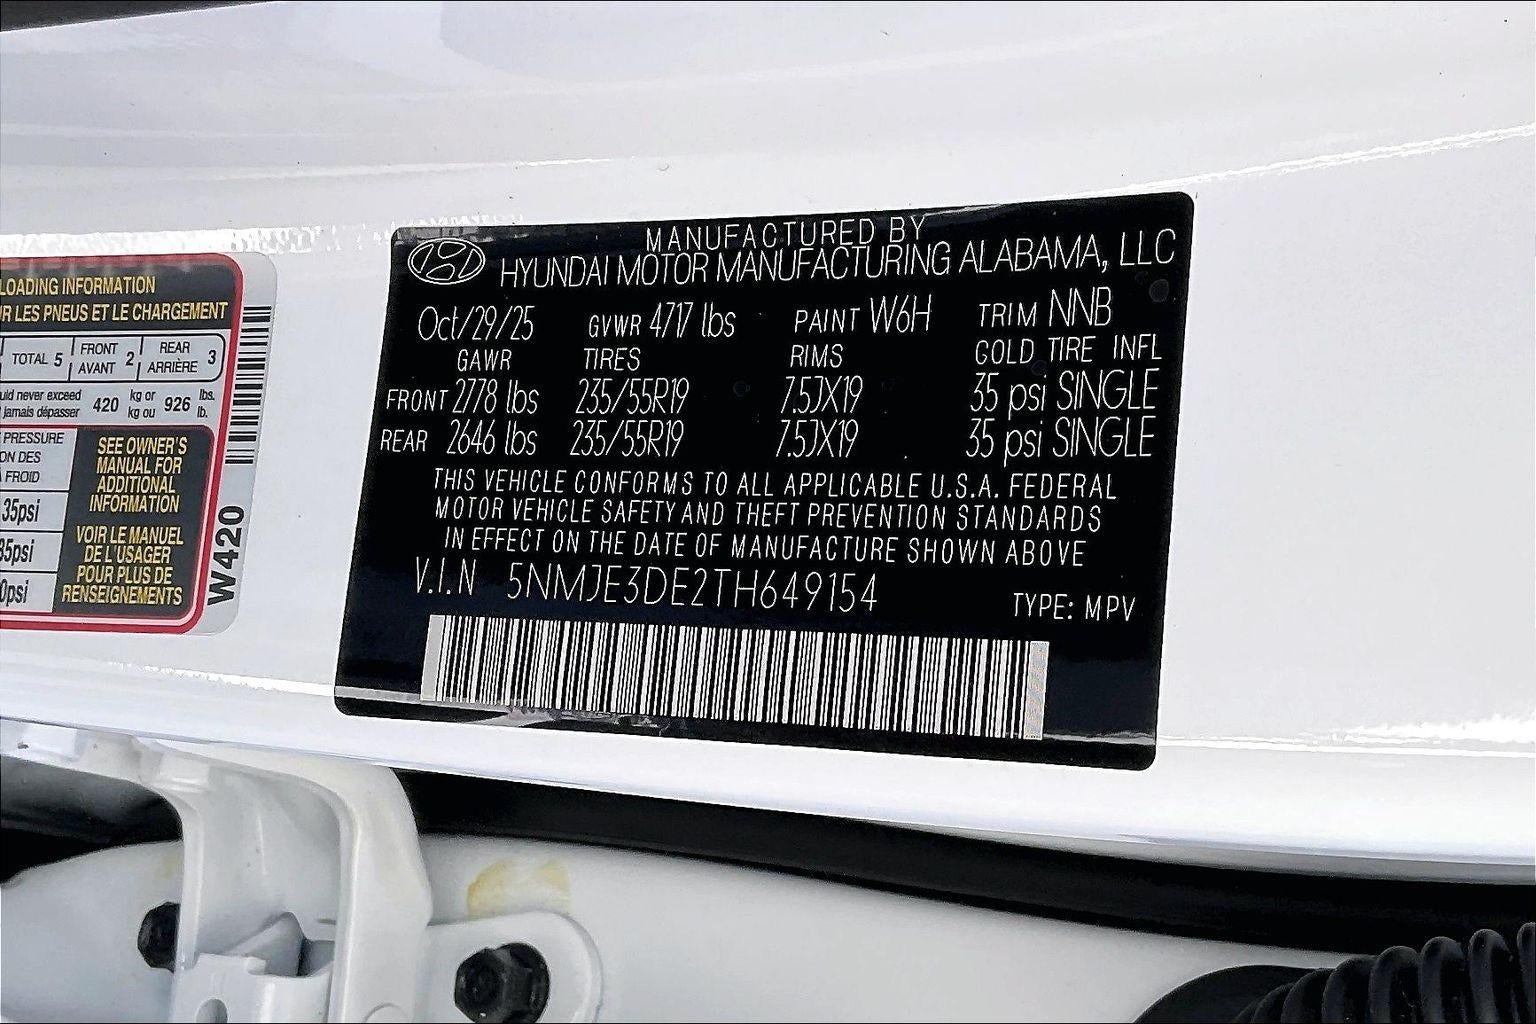 MANUFACTURED BY
HYUNDAI MOTOR MANUFACTURING ALABAMA, LLC
Oct/29/25 GVWR 4717 lbs PAINT W6H TRIM NNB
GAWR TIRES RIMS COLD TIRE INFL
FRONT 2778 lbs 235/55R19 7.5JX19 35 psi SINGLE
REAR 2646 lbs 235/55R19 7.5JX19 35 psi SINGLE
THIS VEHICLE CONFORMS TO ALL APPLICABLE U.S.A. FEDERAL
MOTOR VEHICLE SAFETY AND THEFT PREVENTION STANDARDS
IN EFFECT ON THE DATE OF MANUFACTURE SHOWN ABOVE
V.I.N 5NMJE3DE2TH649154
TYPE: MPV
LOADING INFORMATION
LES PNEUS ET LE CHARGEMENT
TOTAL 5 FRONT AVANT 2 REAR ARRIÈRE 3
never exceed 420 kg or 926 lbs.
jamais dépasser kg ou lb.
PRESSURE
DES
FROID
35psi
SEE OWNER'S
MANUAL FOR
ADDITIONAL
INFORMATION
VOIR LE MANUEL
DE L'USAGER
POUR PLUS DE
RENSEIGNEMENTS
W420